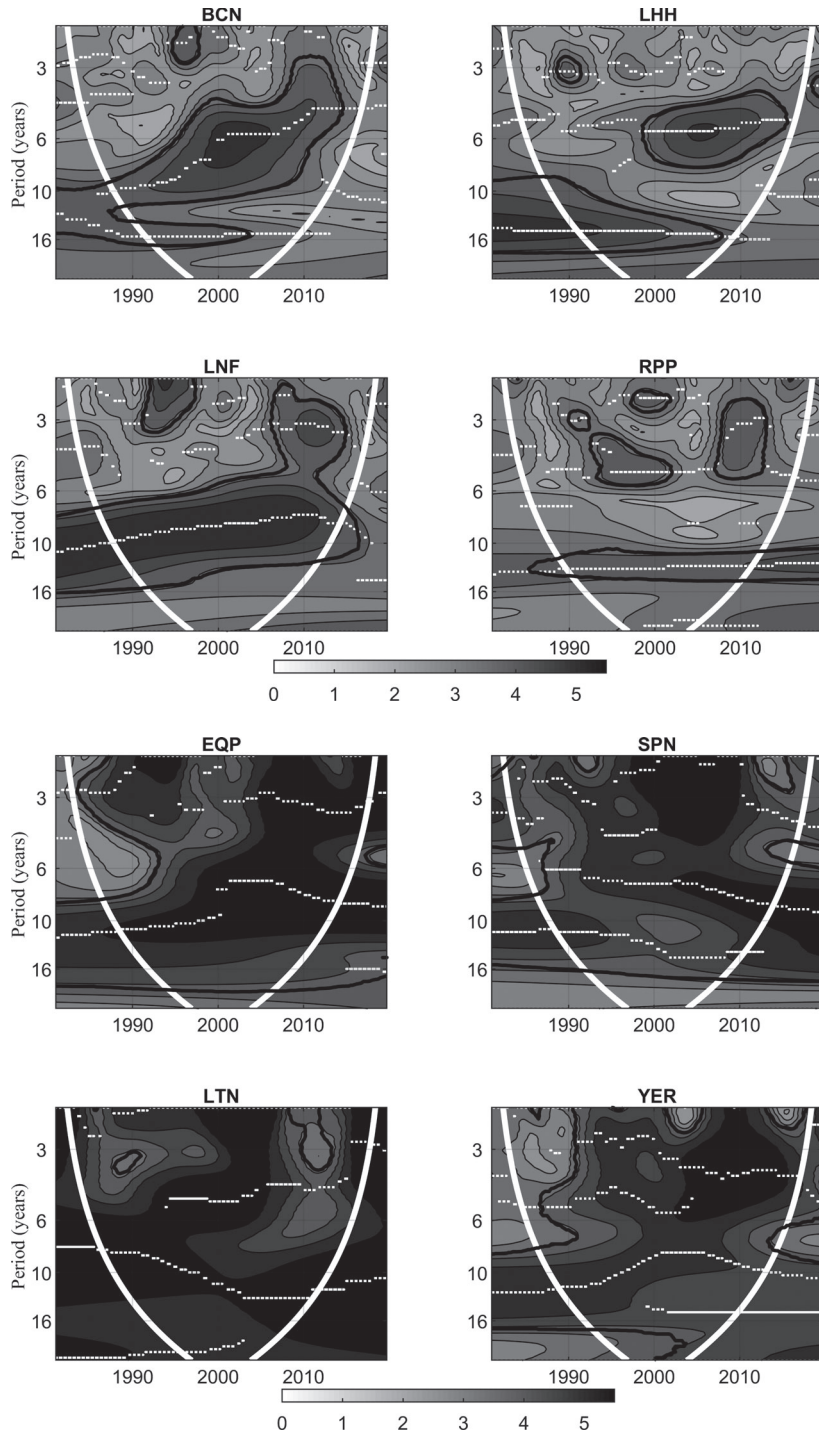 BCN LHH
Period (years)
3 3
6 6
10 10
16 16
1990 2000 2010 1990 2000 2010
LNF RPP
Period (years)
3 3
6 6
10 10
16 16
1990 2000 2010 1990 2000 2010
0 1 2 3 4 5
EQP SPN
Period (years)
3 3
6 6
10 10
16 16
1990 2000 2010 1990 2000 2010
LTN YER
Period (years)
3 3
6 6
10 10
16 16
1990 2000 2010 1990 2000 2010
0 1 2 3 4 5